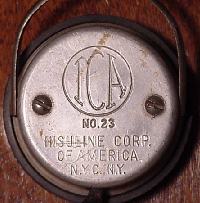 ICA
NO.23
INSULINE CORP.
OF AMERICA.
N.Y.C. N.Y.